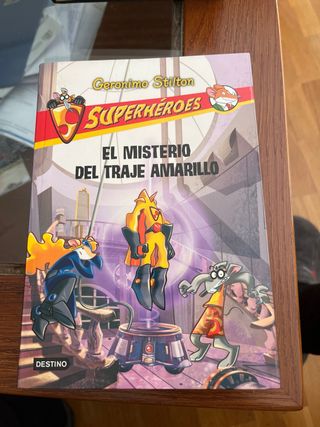 Geronimo Stilton
SUPERHÉROES
EL MISTERIO
DEL TRAJE AMARILLO
DESTINO